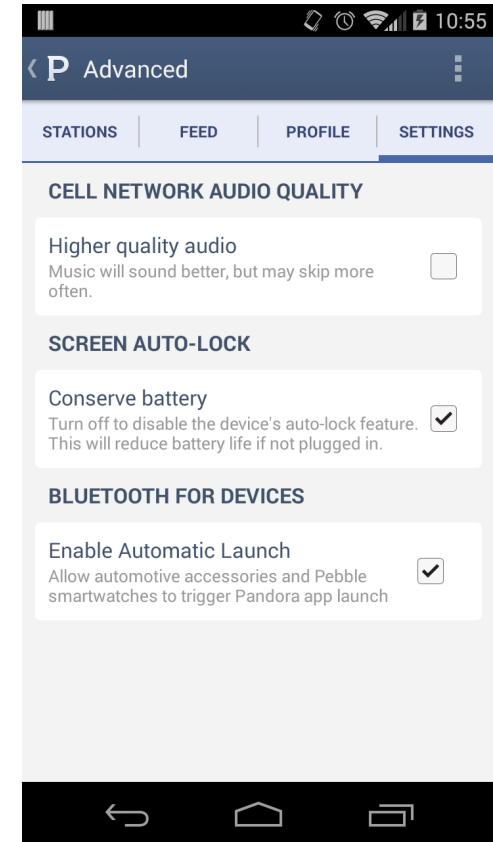 10:55
P Advanced
STATIONS FEED PROFILE SETTINGS
CELL NETWORK AUDIO QUALITY
Higher quality audio
Music will sound better, but may skip more
often.
SCREEN AUTO-LOCK
Conserve battery
Turn off to disable the device's auto-lock feature.
This will reduce battery life if not plugged in.
BLUETOOTH FOR DEVICES
Enable Automatic Launch
Allow automotive accessories and Pebble
smartwatches to trigger Pandora app launch